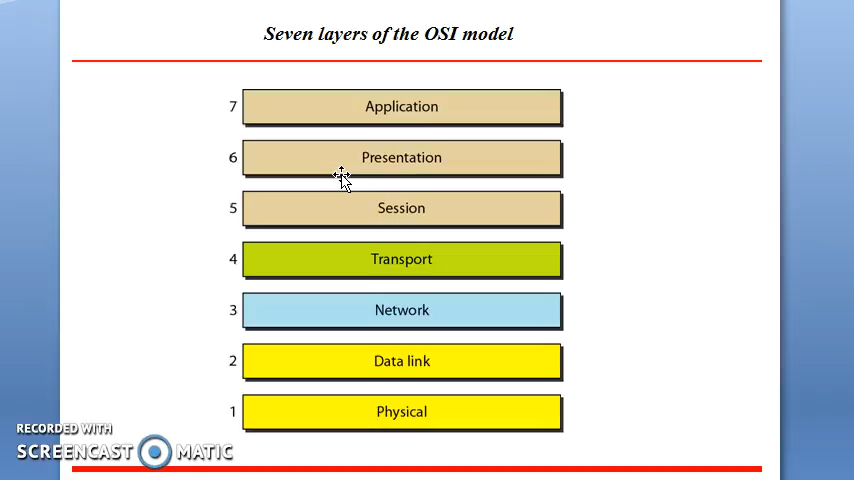 Seven layers of the OSI model
7 Application
6 Presentation
5 Session
4 Transport
3 Network
2 Data link
1 Physical
RECORDED WITH
SCREENCAST MATIC